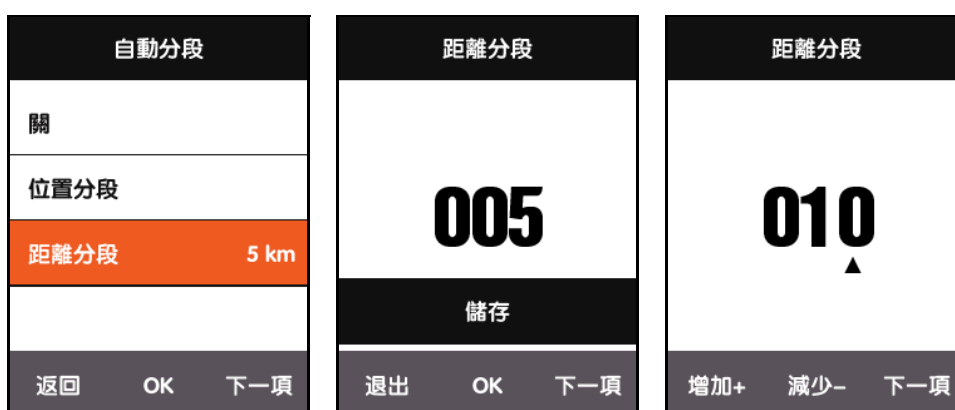 自動分段
關
位置分段
距離分段 5 km
返回 OK 下一項
距離分段
005
儲存
退出 OK 下一項
距離分段
010
增加+ 減少– 下一項